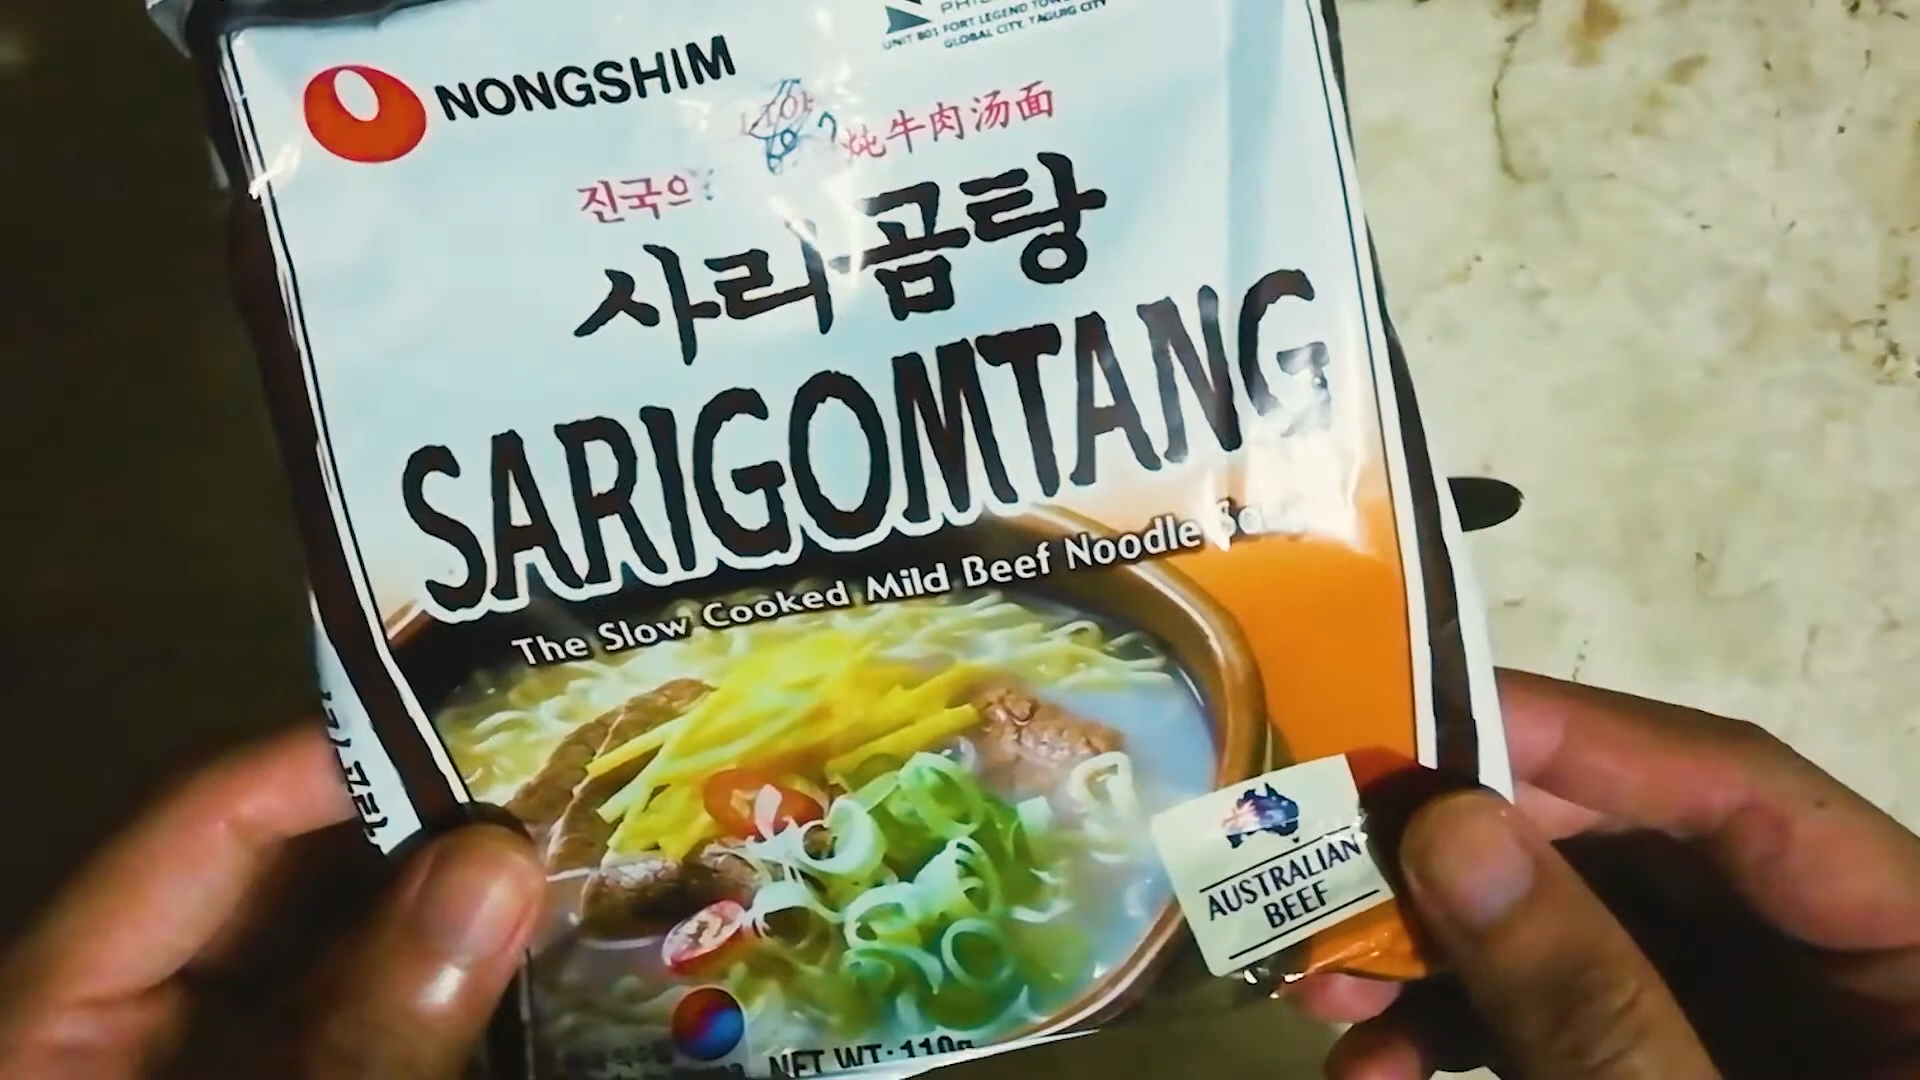 NONGSHIM
UNIT 801 FORT LEGEND
GLOBAL CITY, TAGUIG CITY
炖牛肉汤面
진국의
사리곰탕
SARIGOMTANG
The Slow Cooked Mild Beef Noodle
AUSTRALIAN
BEEF
NET WT: 110g